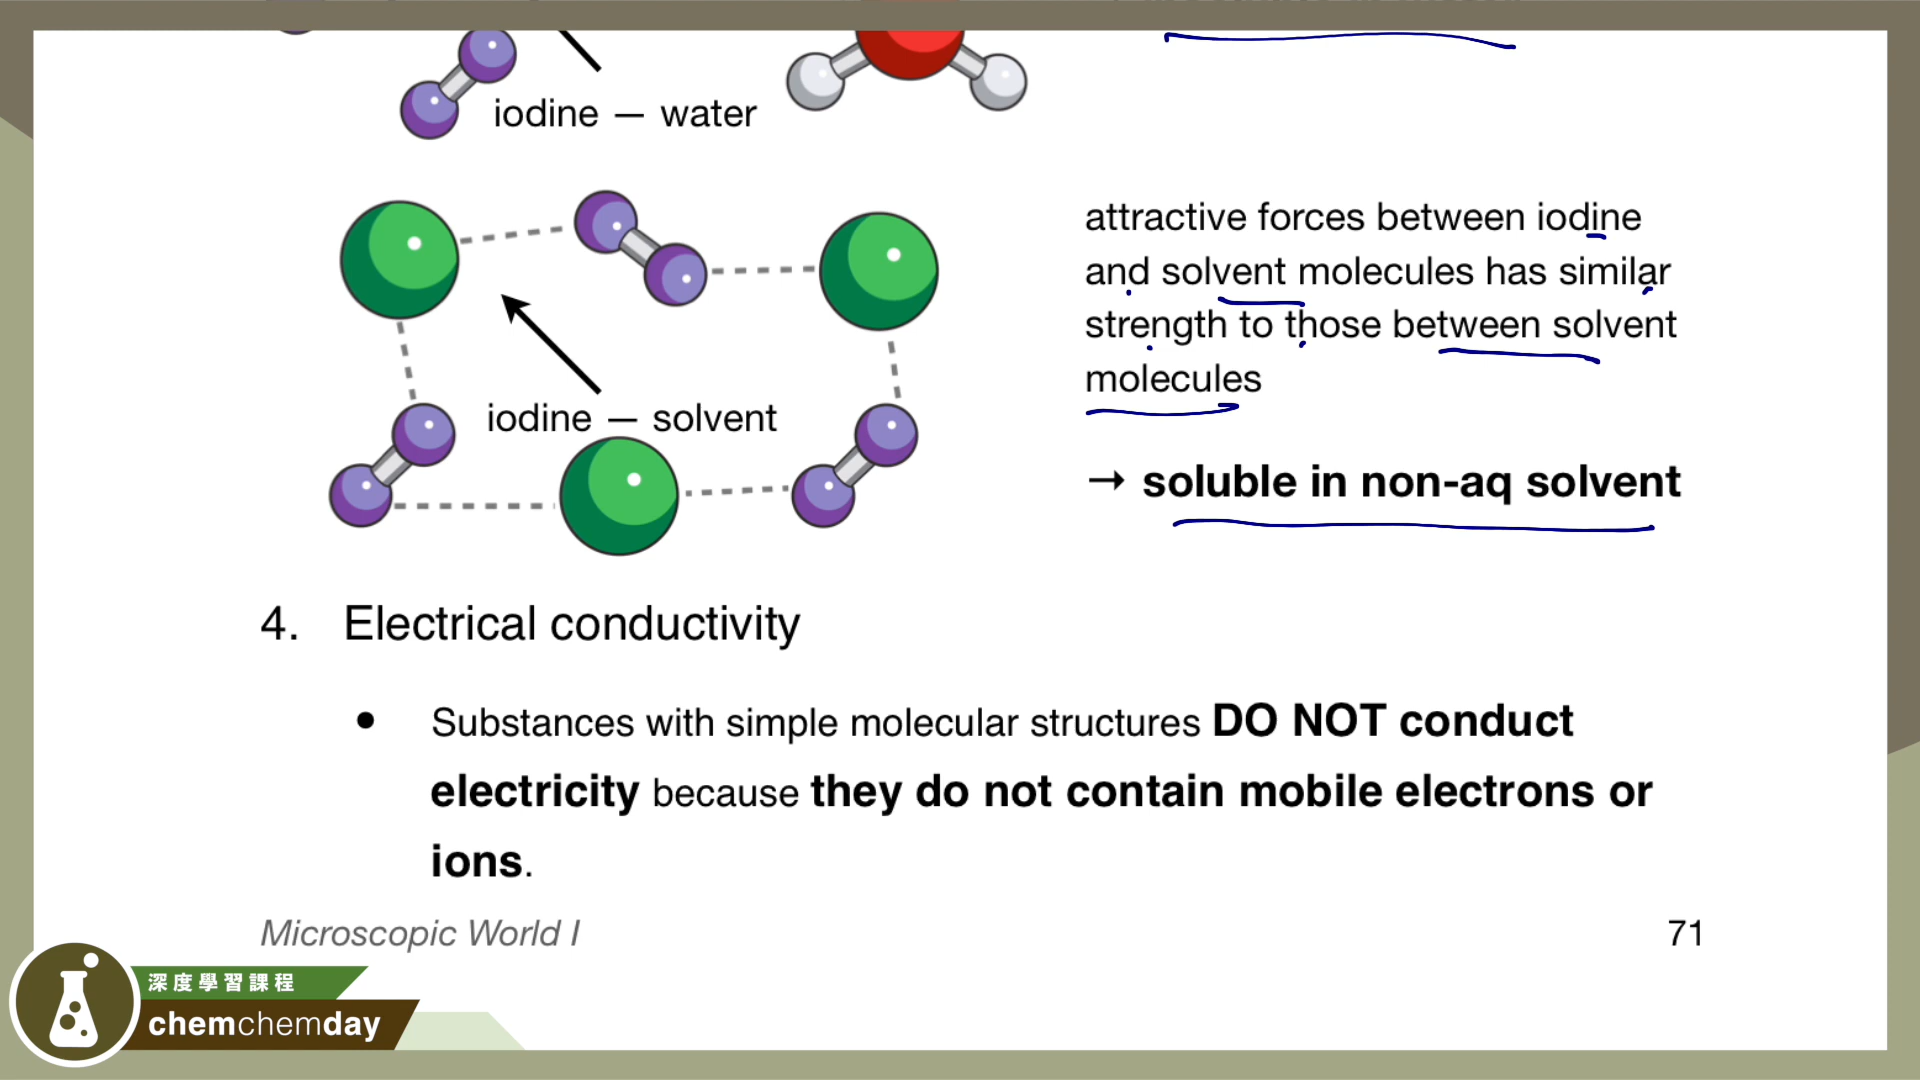 iodine — water
attractive forces between iodine
and solvent molecules has similar
strength to those between solvent
molecules
iodine — solvent
→ soluble in non-aq solvent
4. Electrical conductivity
● Substances with simple molecular structures DO NOT conduct
electricity because they do not contain mobile electrons or
ions.
Microscopic World I
71
深度學習課程
chemchemday